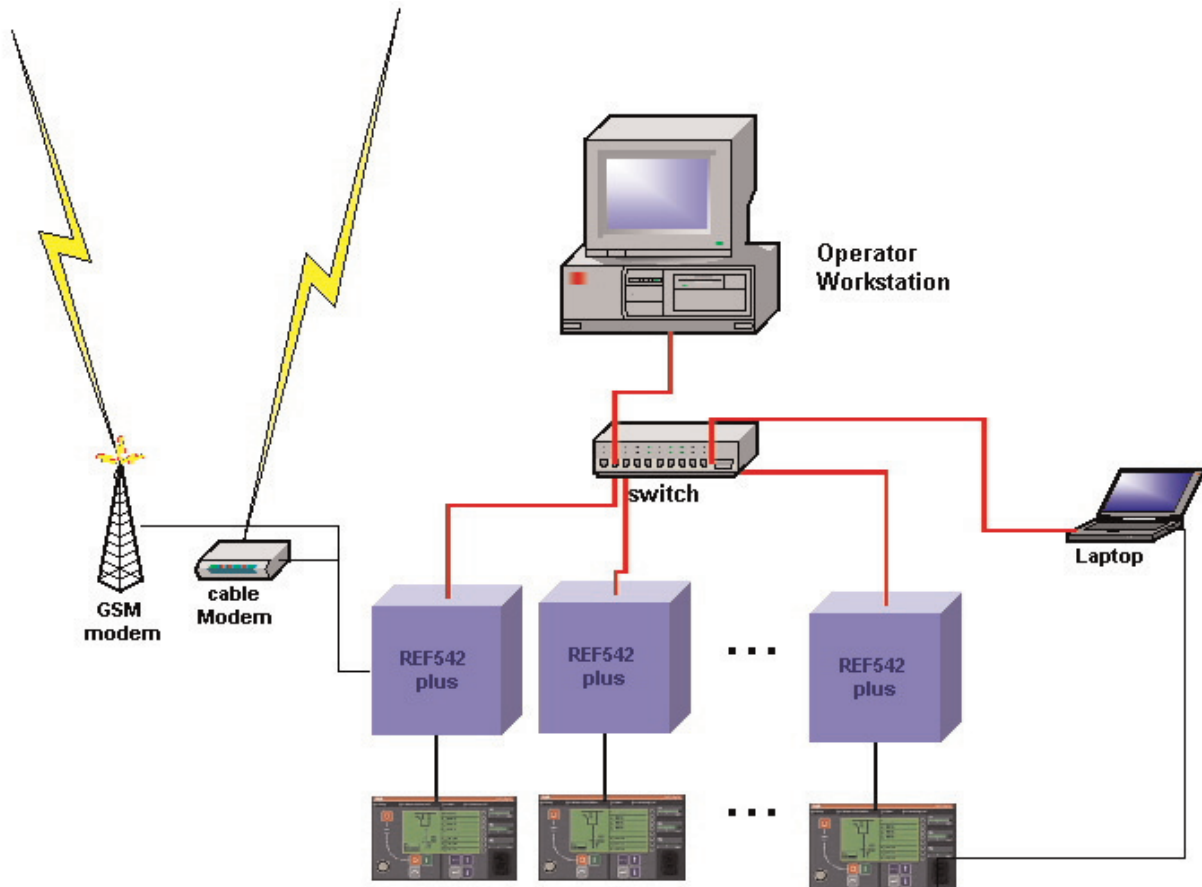 Operator
Workstation
switch
Laptop
GSM
modem
cable
Modem
REF542
plus
REF542
plus
REF542
plus